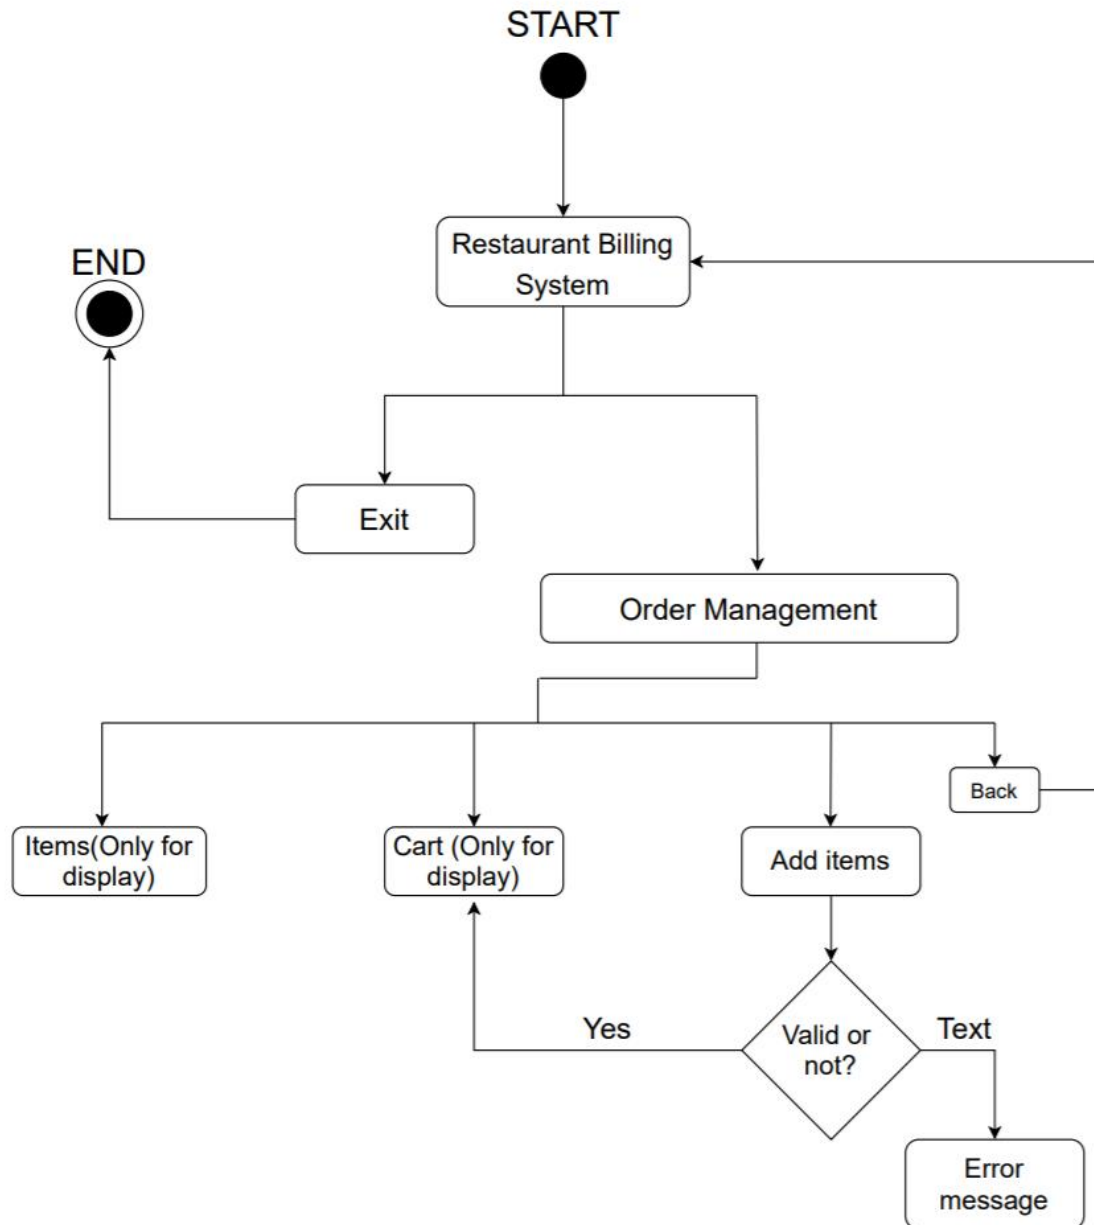 START
Restaurant Billing
System
END
Exit
Order Management
Back
Items(Only for
display)
Cart (Only for
display)
Add items
Yes
Valid or
not?
Text
Error
message